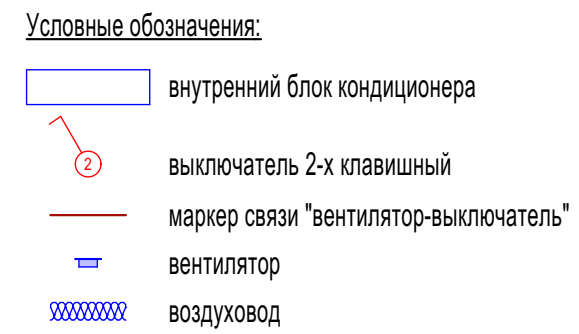 Условные обозначения:
внутренний блок кондиционера
2
выключатель 2-х клавишный
маркер связи "вентилятор-выключатель"
вентилятор
воздуховод